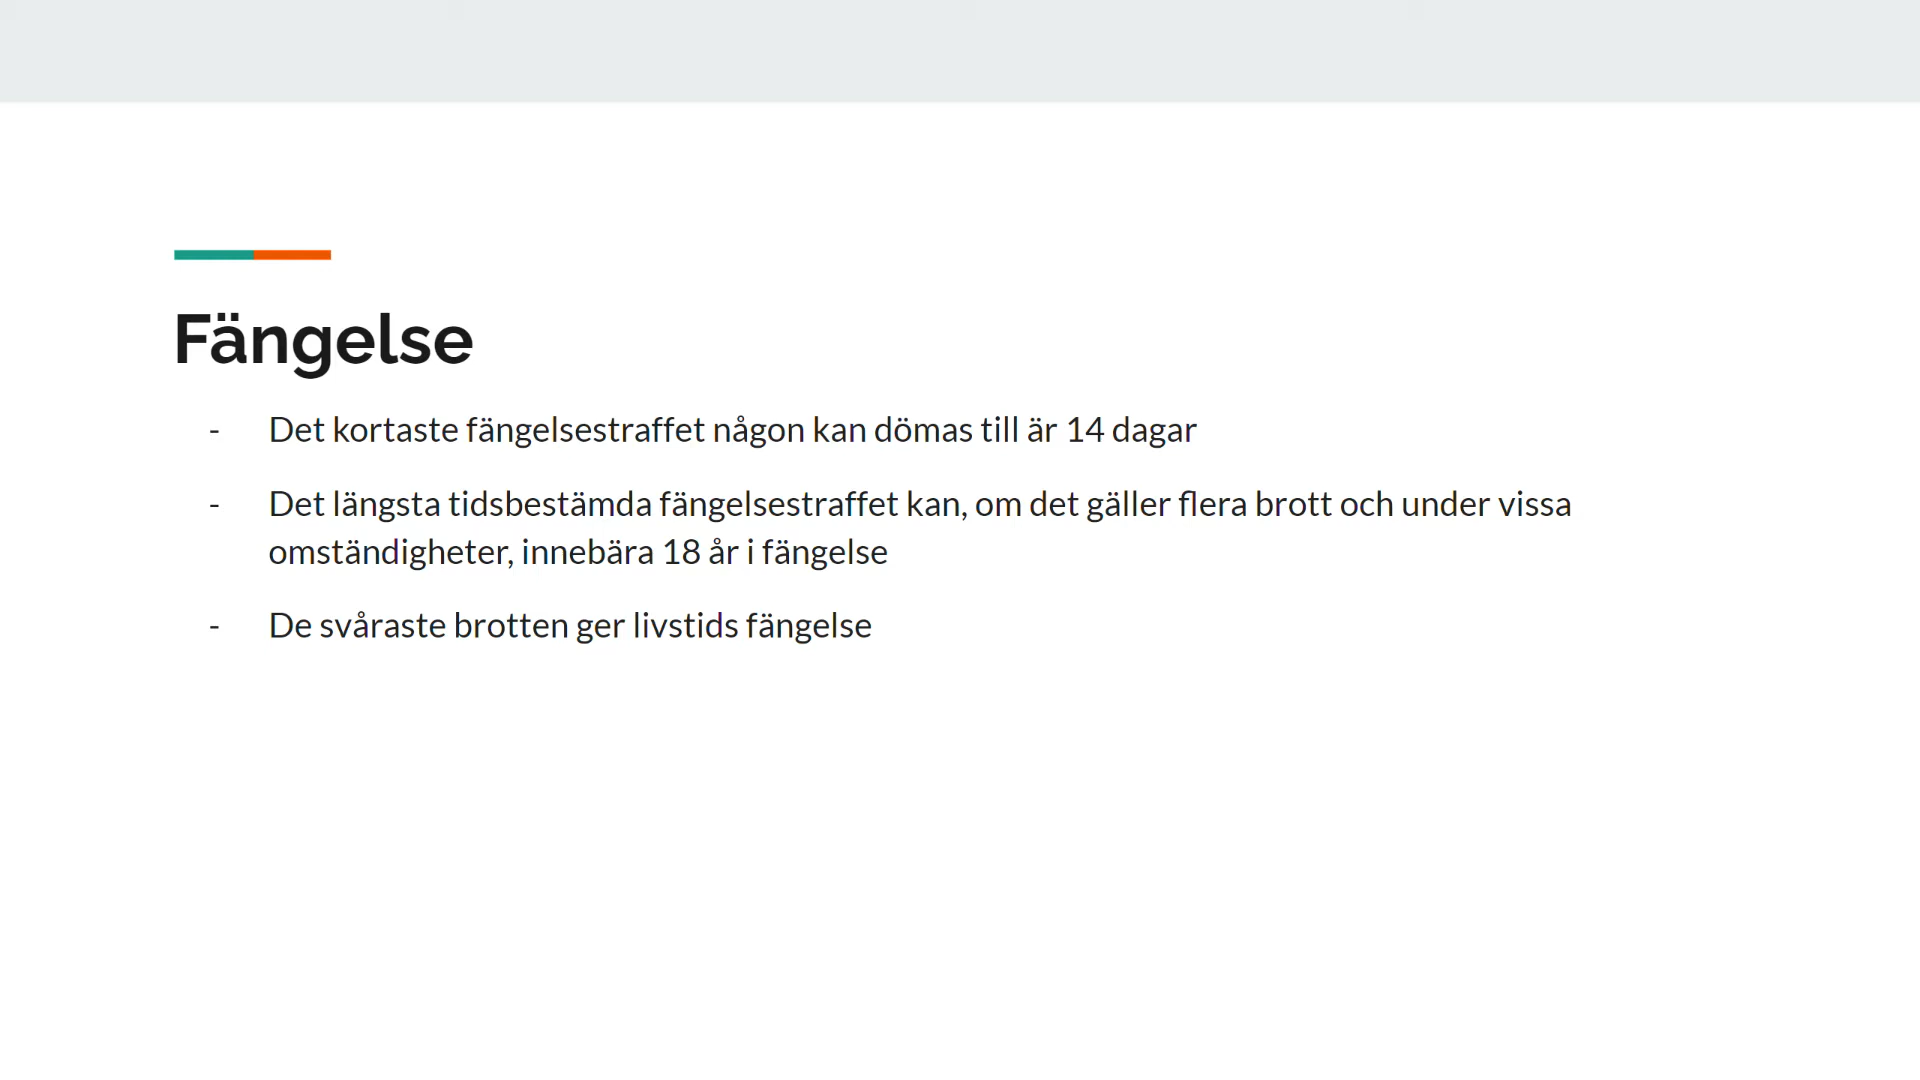 Fängelse
- Det kortaste fängelsestraffet någon kan dömas till är 14 dagar
- Det längsta tidsbestämda fängelsestraffet kan, om det gäller flera brott och under vissa
omständigheter, innebära 18 år i fängelse
- De svåraste brotten ger livstids fängelse